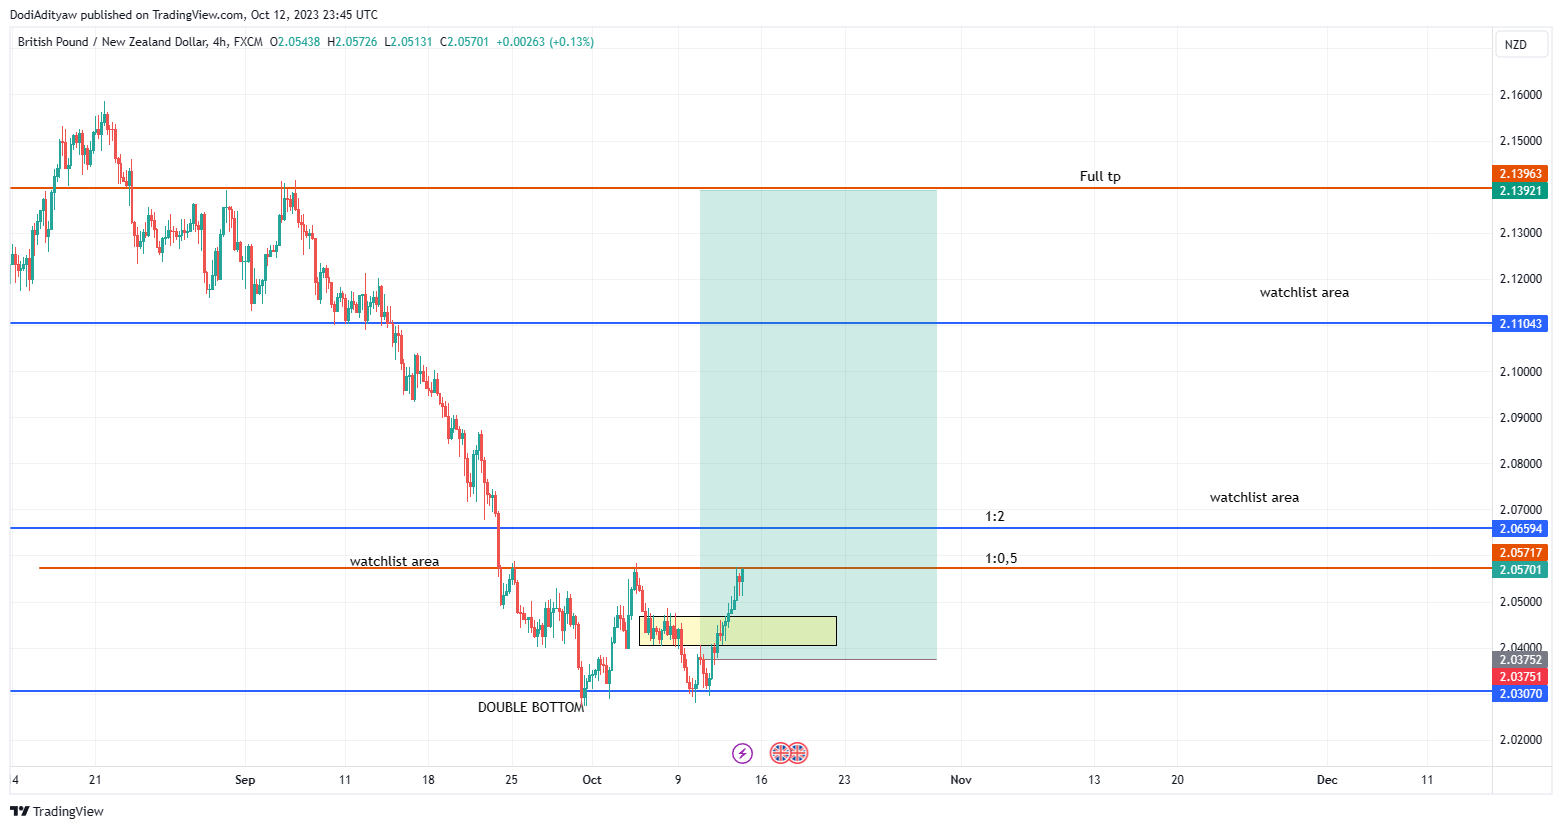 DodiAdityaw published on TradingView.com, Oct 12, 2023 23:45 UTC
British Pound / New Zealand Dollar, 4h, FXCM O2.05438 H2.05726 L2.05131 C2.05701 +0.00263 (+0.13%)
NZD
2.16000
2.15000
Full tp
2.13963
2.13921
2.13000
2.12000
watchlist area
2.11043
2.10000
2.09000
2.08000
watchlist area
2.07000
1:2
2.06594
2.05717
1:0,5
watchlist area
2.05701
2.05000
2.04000
2.03752
2.03751
2.03070
DOUBLE BOTTOM
2.02000
4 21 Sep 11 18 25 Oct 9 16 23 Nov 13 20 Dec 11
TradingView